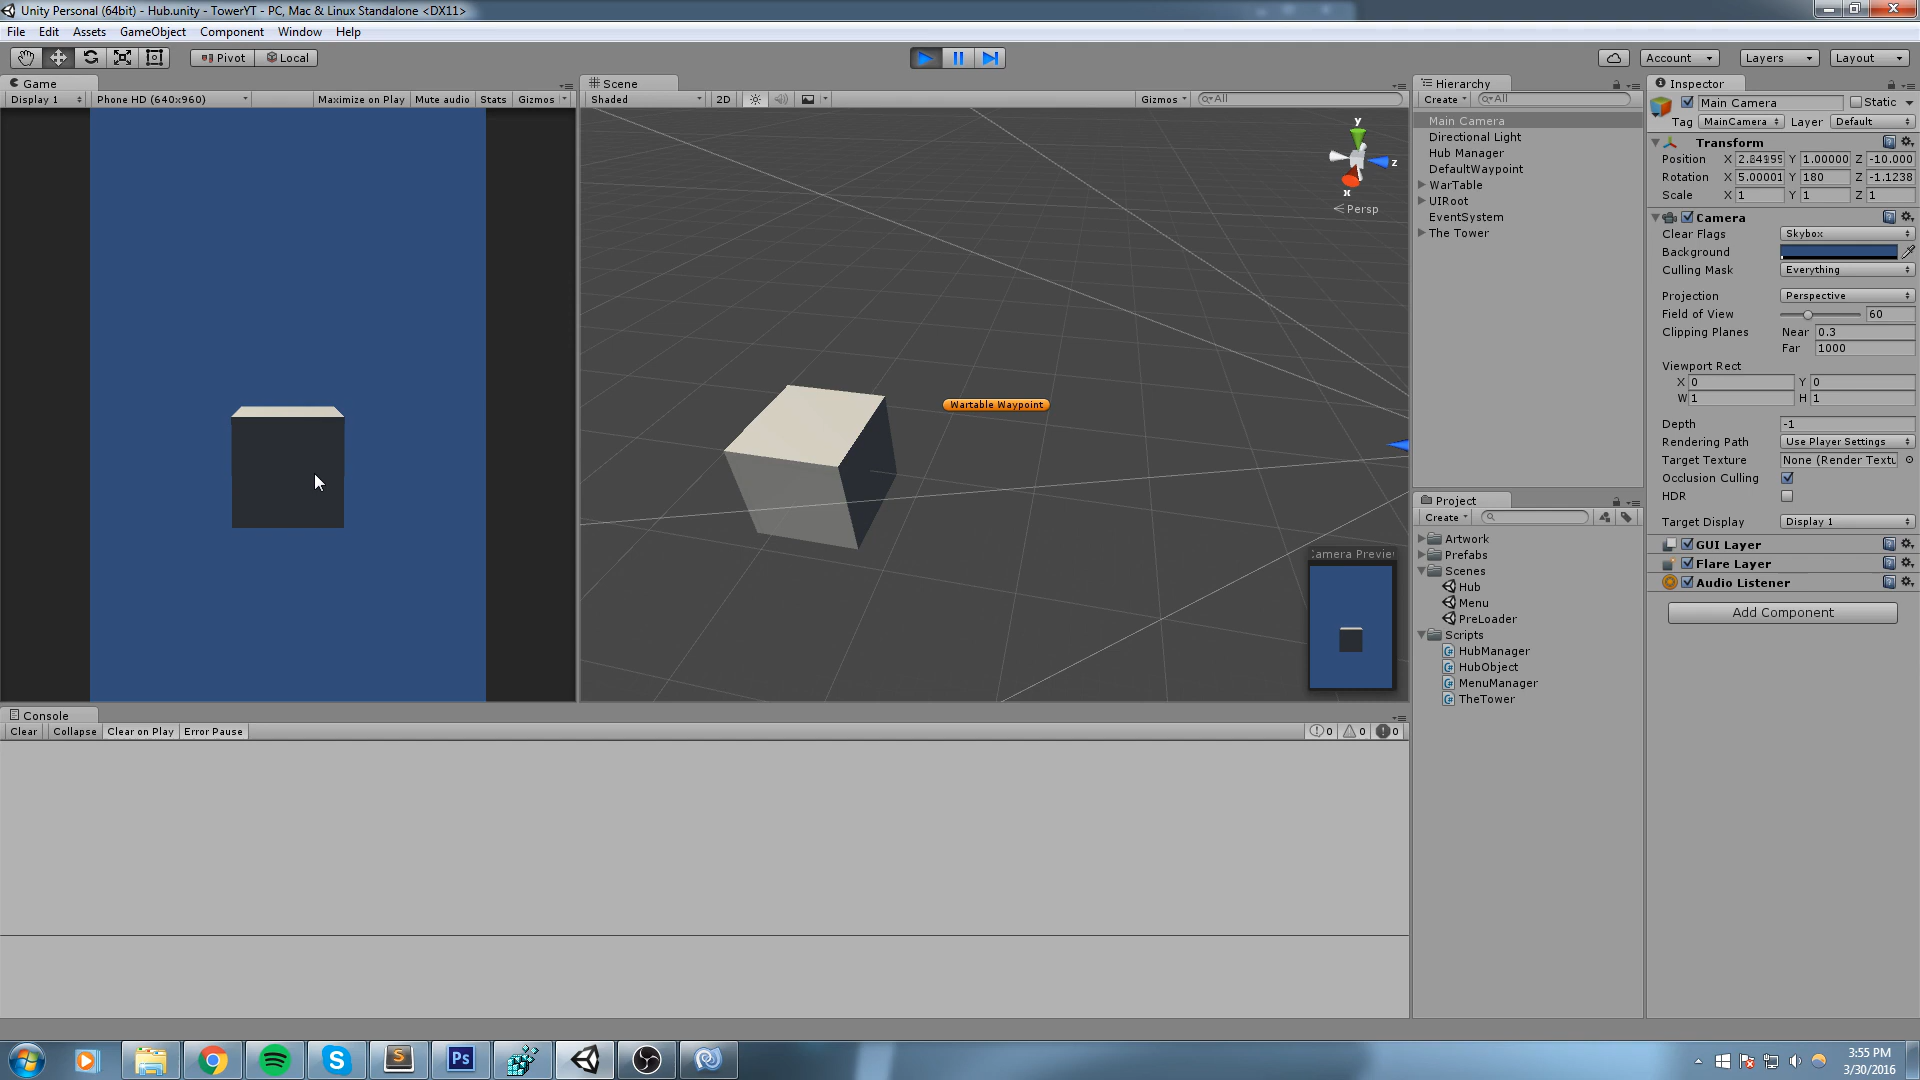 Unity Personal (64bit) - Hub.unity - TowerYT - PC, Mac & Linux Standalone <DX11>
File Edit Assets GameObject Component Window Help
Pivot Local Account Layers Layout
Game
Display 1 Phone HD (640x960) Maximize on Play Mute audio Stats Gizmos
Scene
Shaded 2D Gizmos All
y
z
x
Persp
Wartable Waypoint
Camera Preview
Hierarchy
Create All
Main Camera
Directional Light
Hub Manager
DefaultWaypoint
WarTable
UIRoot
EventSystem
The Tower
Project
Create
Artwork
Prefabs
Scenes
Hub
Menu
PreLoader
Scripts
HubManager
HubObject
MenuManager
TheTower
Inspector
Main Camera Static
Tag MainCamera Layer Default
Transform
Position X 2.84955 Y 1.00000 Z -10.000
Rotation X 5.00001 Y 180 Z -1.1238
Scale X 1 Y 1 Z 1
Camera
Clear Flags Skybox
Background
Culling Mask Everything
Projection Perspective
Field of View 60
Clipping Planes Near 0.3
Far 1000
Viewport Rect
X 0 Y 0
W 1 H 1
Depth -1
Rendering Path Use Player Settings
Target Texture None (Render Textu
Occlusion Culling
HDR
Target Display Display 1
GUI Layer
Flare Layer
Audio Listener
Add Component
Console
Clear Collapse Clear on Play Error Pause 0 0 0
Ps
3:55 PM
3/30/2016